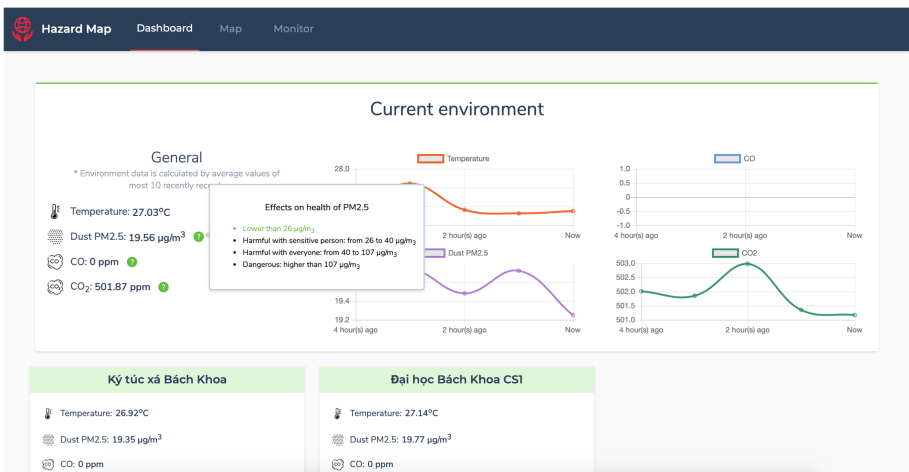 Hazard Map
Dashboard
Map
Monitor
Current environment
General
* Environment data is calculated by average values of
most 10 recently
Temperature: 27.03⁰C
Dust PM2.5: 19.56 µg/m³ ?
CO: 0 ppm ?
CO₂: 501.87 ppm ?
Effects on health of PM2.5
• Lower than 26 µg/m₃
• Harmful with sensitive person: from 26 to 40 µg/m₃
• Harmful with everyone: from 40 to 107 µg/m₃
• Dangerous: higher than 107 µg/m₃
Temperature
28.0
2 hour(s) ago
Now
Dust PM2.5
19.4
19.2
4 hour(s) ago
2 hour(s) ago
Now
CO
1.0
0.5
0
-0.5
-1.0
4 hour(s) ago
2 hour(s) ago
Now
CO2
503.0
502.5
502.0
501.5
501.0
4 hour(s) ago
2 hour(s) ago
Now
Ký túc xá Bách Khoa
Temperature: 26.92⁰C
Dust PM2.5: 19.35 µg/m³
CO: 0 ppm
Đại học Bách Khoa CS1
Temperature: 27.14⁰C
Dust PM2.5: 19.77 µg/m³
CO: 0 ppm